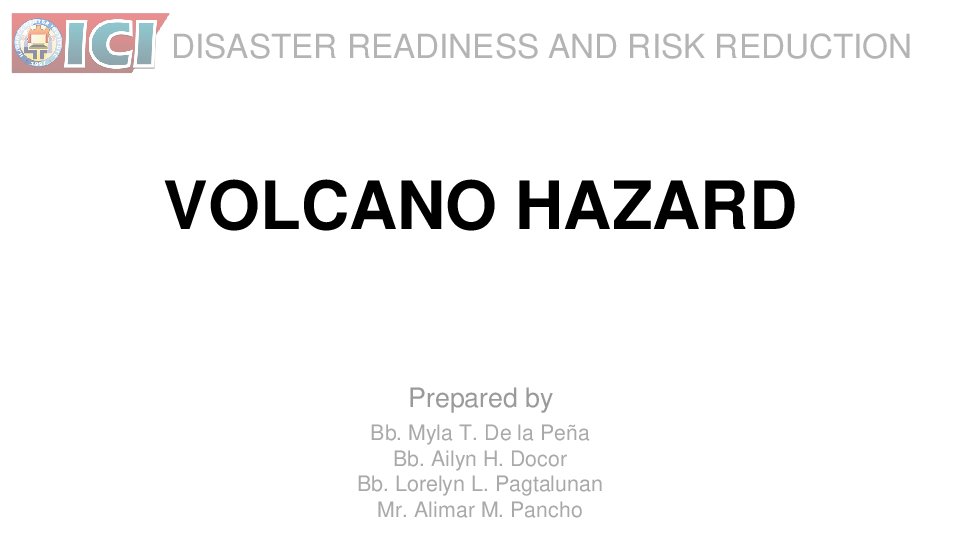 ICI DISASTER READINESS AND RISK REDUCTION
VOLCANO HAZARD
Prepared by
Bb. Myla T. De la Peña
Bb. Ailyn H. Docor
Bb. Lorelyn L. Pagtalunan
Mr. Alimar M. Pancho